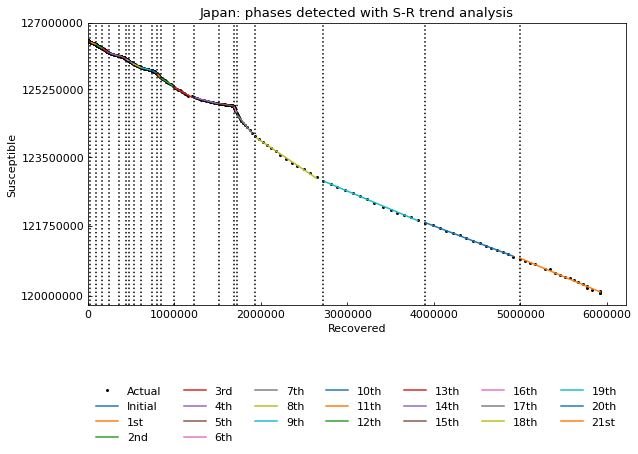 Japan: phases detected with S-R trend analysis
127000000
125250000
123500000
121750000
120000000
Susceptible
0 1000000 2000000 3000000 4000000 5000000 6000000
Recovered
Actual 3rd 7th 10th 13th 16th 19th
Initial 4th 8th 11th 14th 17th 20th
1st 5th 9th 12th 15th 18th 21st
2nd 6th